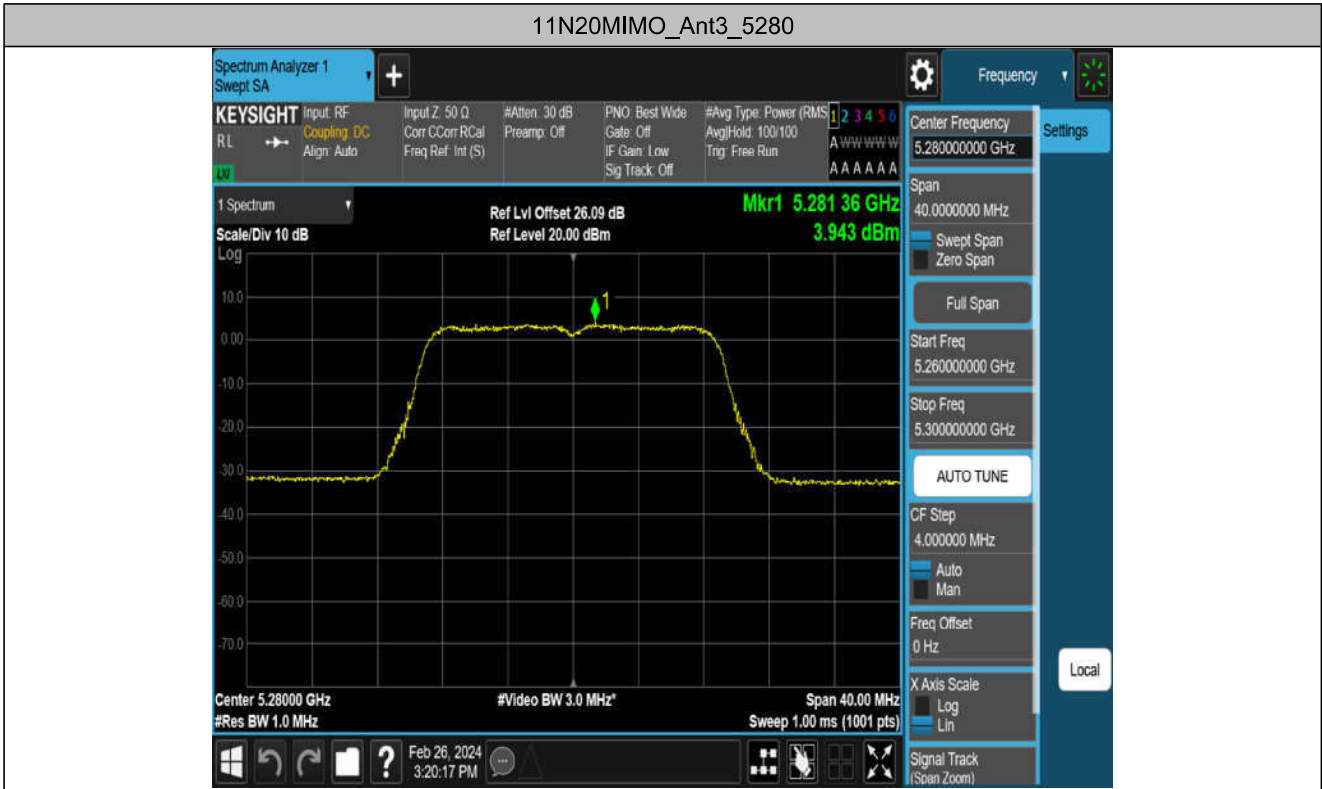 11N20MIMO_Ant3_5280
Spectrum Analyzer 1
Swept SA
Frequency
KEYSIGHT
RL
LXI
Input: RF
Coupling: DC
Align: Auto
Input Z: 50 Ω
Corr CCorr RCal
Freq Ref: Int (S)
#Atten: 30 dB
Preamp: Off
PNO: Best Wide
Gate: Off
IF Gain: Low
Sig Track: Off
#Avg Type: Power (RMS
Avg|Hold: 100/100
Trig: Free Run
1 2 3 4 5 6
A W W W W W
A A A A A A
1 Spectrum
Scale/Div 10 dB
Ref Lvl Offset 26.09 dB
Ref Level 20.00 dBm
Mkr1 5.281 36 GHz
3.943 dBm
Log
10.0
0.00
-10.0
-20.0
-30.0
-40.0
-50.0
-60.0
-70.0
1
Center 5.28000 GHz
#Res BW 1.0 MHz
#Video BW 3.0 MHz*
Span 40.00 MHz
Sweep 1.00 ms (1001 pts)
Feb 26, 2024
3:20:17 PM
Center Frequency
5.280000000 GHz
Settings
Span
40.0000000 MHz
Swept Span
Zero Span
Full Span
Start Freq
5.260000000 GHz
Stop Freq
5.300000000 GHz
AUTO TUNE
CF Step
4.000000 MHz
Auto
Man
Freq Offset
0 Hz
Local
X Axis Scale
Log
Lin
Signal Track
(Span Zoom)